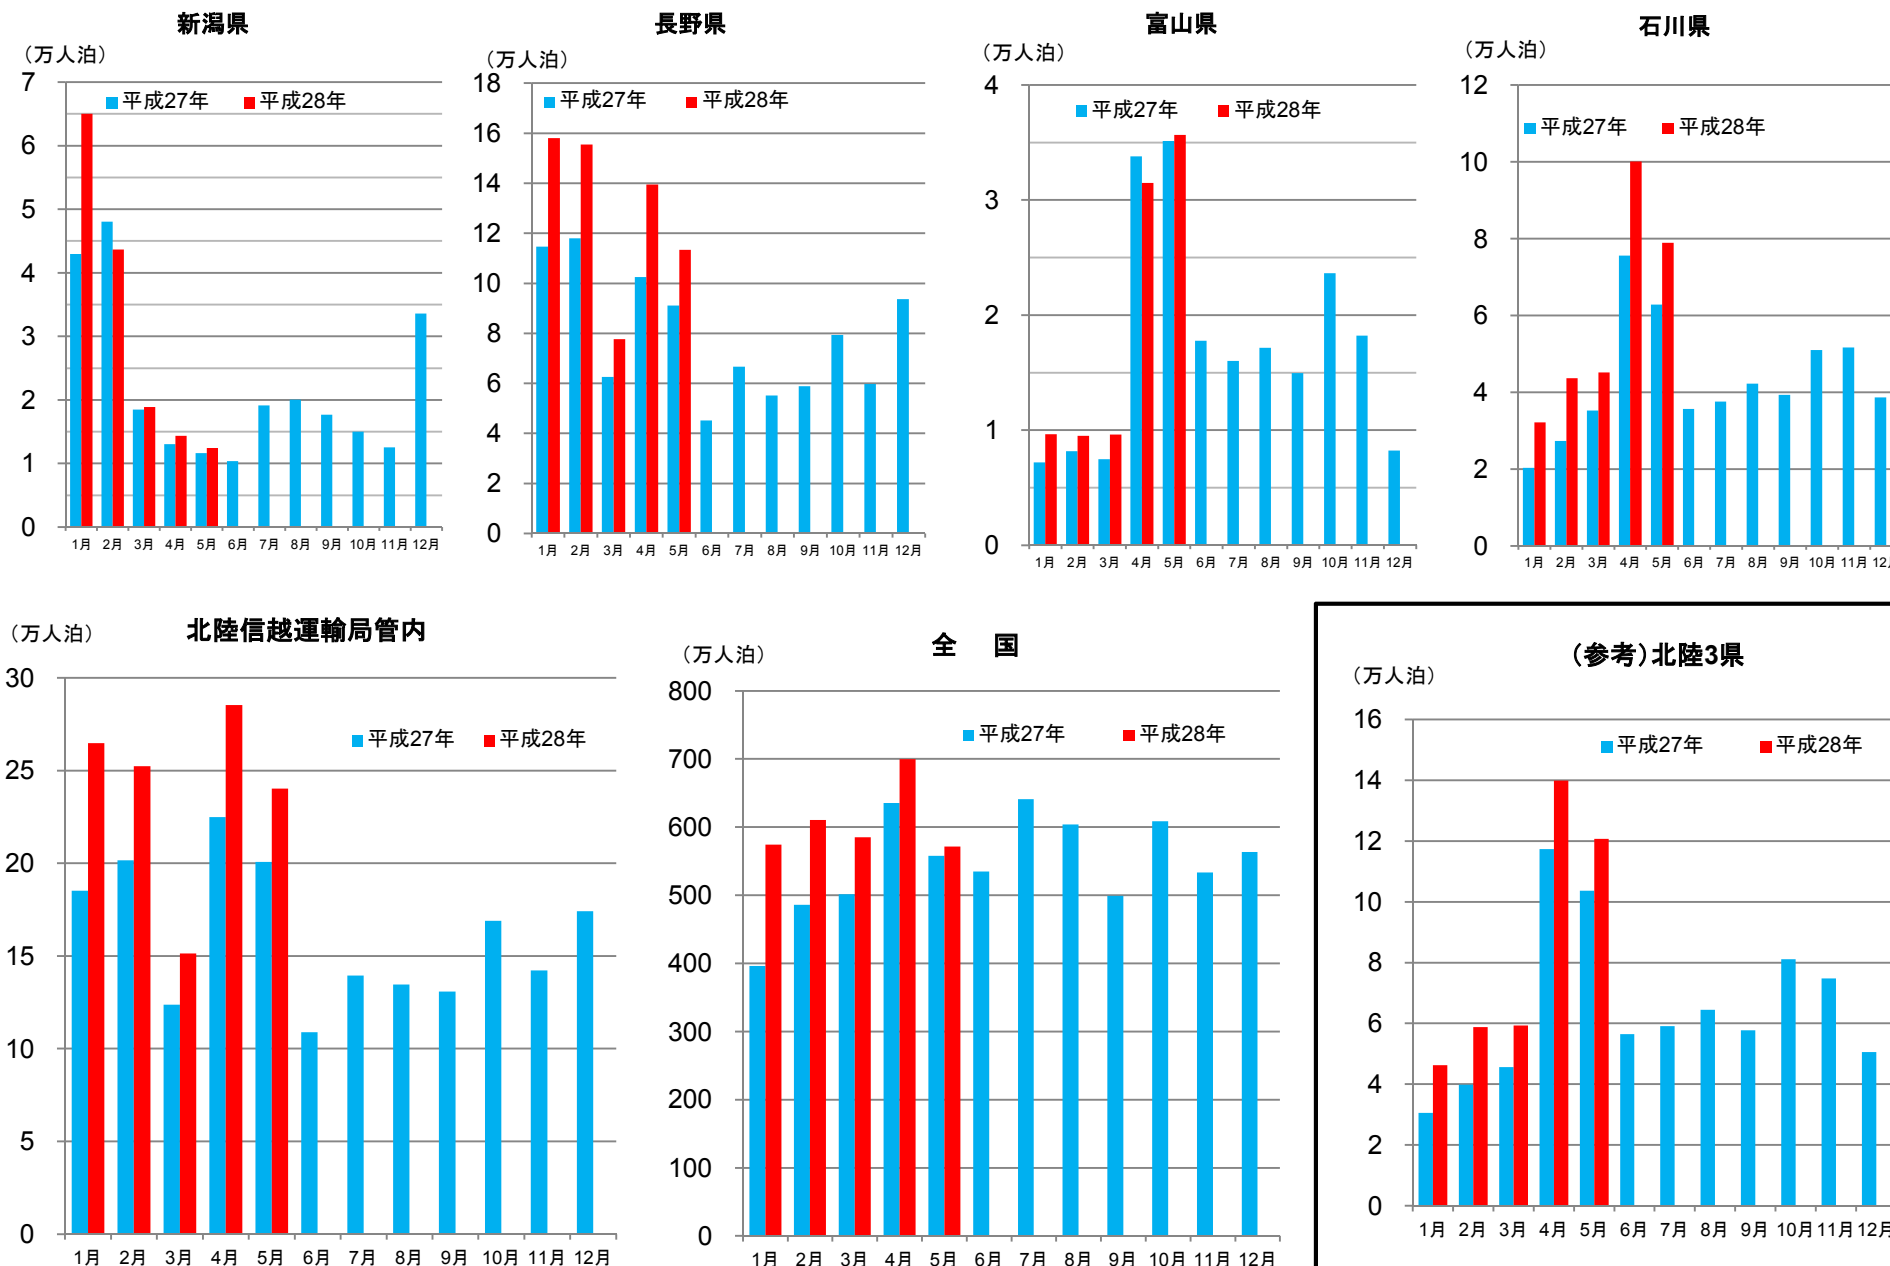 新潟県
（万人泊）
平成27年 平成28年
7
6
5
4
3
2
1
0
1月 2月 3月 4月 5月 6月 7月 8月 9月 10月 11月 12月
長野県
（万人泊）
平成27年 平成28年
18
16
14
12
10
8
6
4
2
0
1月 2月 3月 4月 5月 6月 7月 8月 9月 10月 11月 12月
富山県
（万人泊）
平成27年 平成28年
4
3
2
1
0
1月 2月 3月 4月 5月 6月 7月 8月 9月 10月 11月 12月
石川県
（万人泊）
平成27年 平成28年
12
10
8
6
4
2
0
1月 2月 3月 4月 5月 6月 7月 8月 9月 10月 11月 12月
北陸信越運輸局管内
（万人泊）
平成27年 平成28年
30
25
20
15
10
5
0
1月 2月 3月 4月 5月 6月 7月 8月 9月 10月 11月 12月
全 国
（万人泊）
平成27年 平成28年
800
700
600
500
400
300
200
100
0
1月 2月 3月 4月 5月 6月 7月 8月 9月 10月 11月 12月
（参考）北陸3県
（万人泊）
平成27年 平成28年
16
14
12
10
8
6
4
2
0
1月 2月 3月 4月 5月 6月 7月 8月 9月 10月 11月 12月